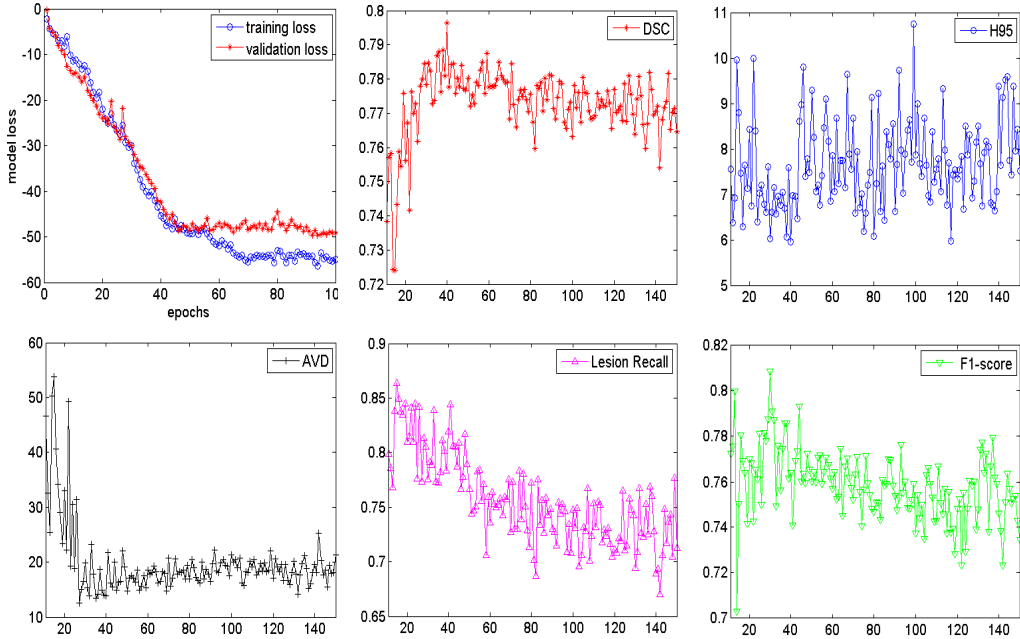 training loss
validation loss
model loss
epochs
0
-10
-20
-30
-40
-50
-60
0 20 40 60 80 100
DSC
0.8
0.79
0.78
0.77
0.76
0.75
0.74
0.73
0.72
20 40 60 80 100 120 140
H95
11
10
9
8
7
6
5
20 40 60 80 100 120 140
AVD
60
50
40
30
20
10
20 40 60 80 100 120 140
Lesion Recall
0.9
0.85
0.8
0.75
0.7
0.65
20 40 60 80 100 120 140
F1-score
0.82
0.8
0.78
0.76
0.74
0.72
0.7
20 40 60 80 100 120 140